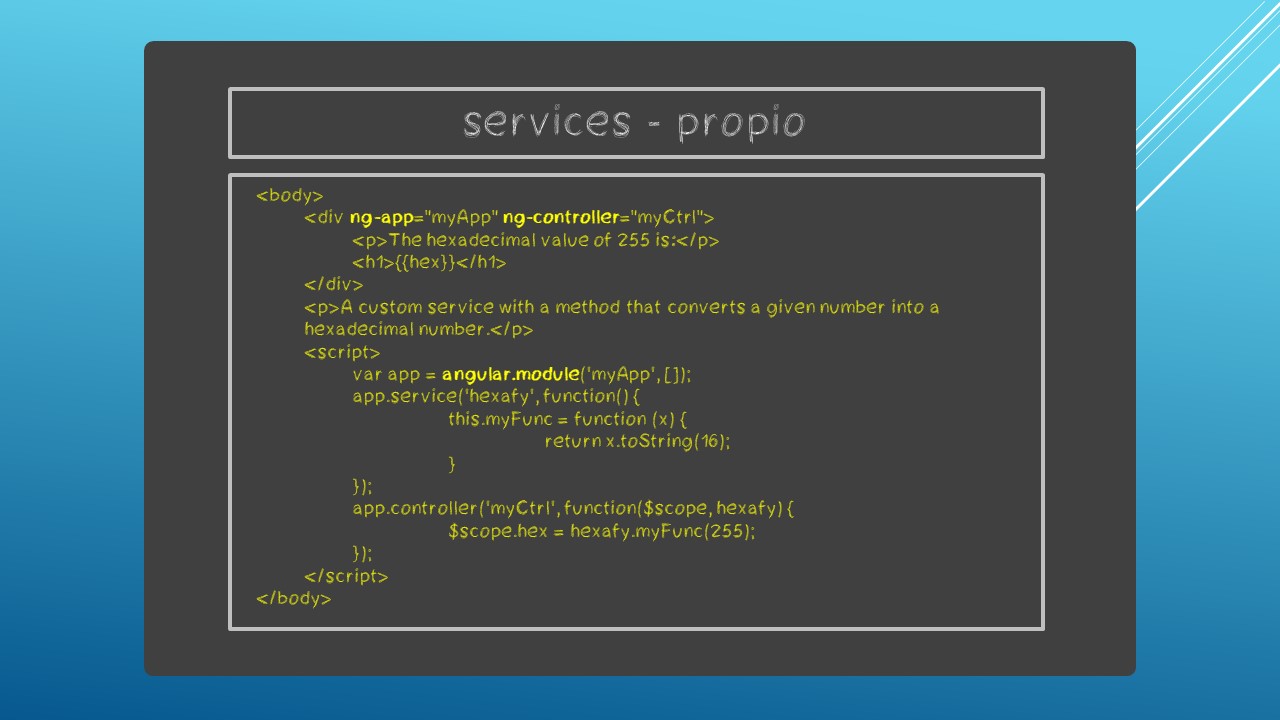 services - propio
<body>
<div ng-app="myApp" ng-controller="myCtrl">
<p>The hexadecimal value of 255 is:</p>
<h1>{{hex}}</h1>
</div>
<p>A custom service with a method that converts a given number into a
hexadecimal number.</p>
<script>
var app = angular.module('myApp', []);
app.service('hexafy', function() {
this.myFunc = function (x) {
return x.toString(16);
}
});
app.controller('myCtrl', function($scope, hexafy) {
$scope.hex = hexafy.myFunc(255);
});
</script>
</body>